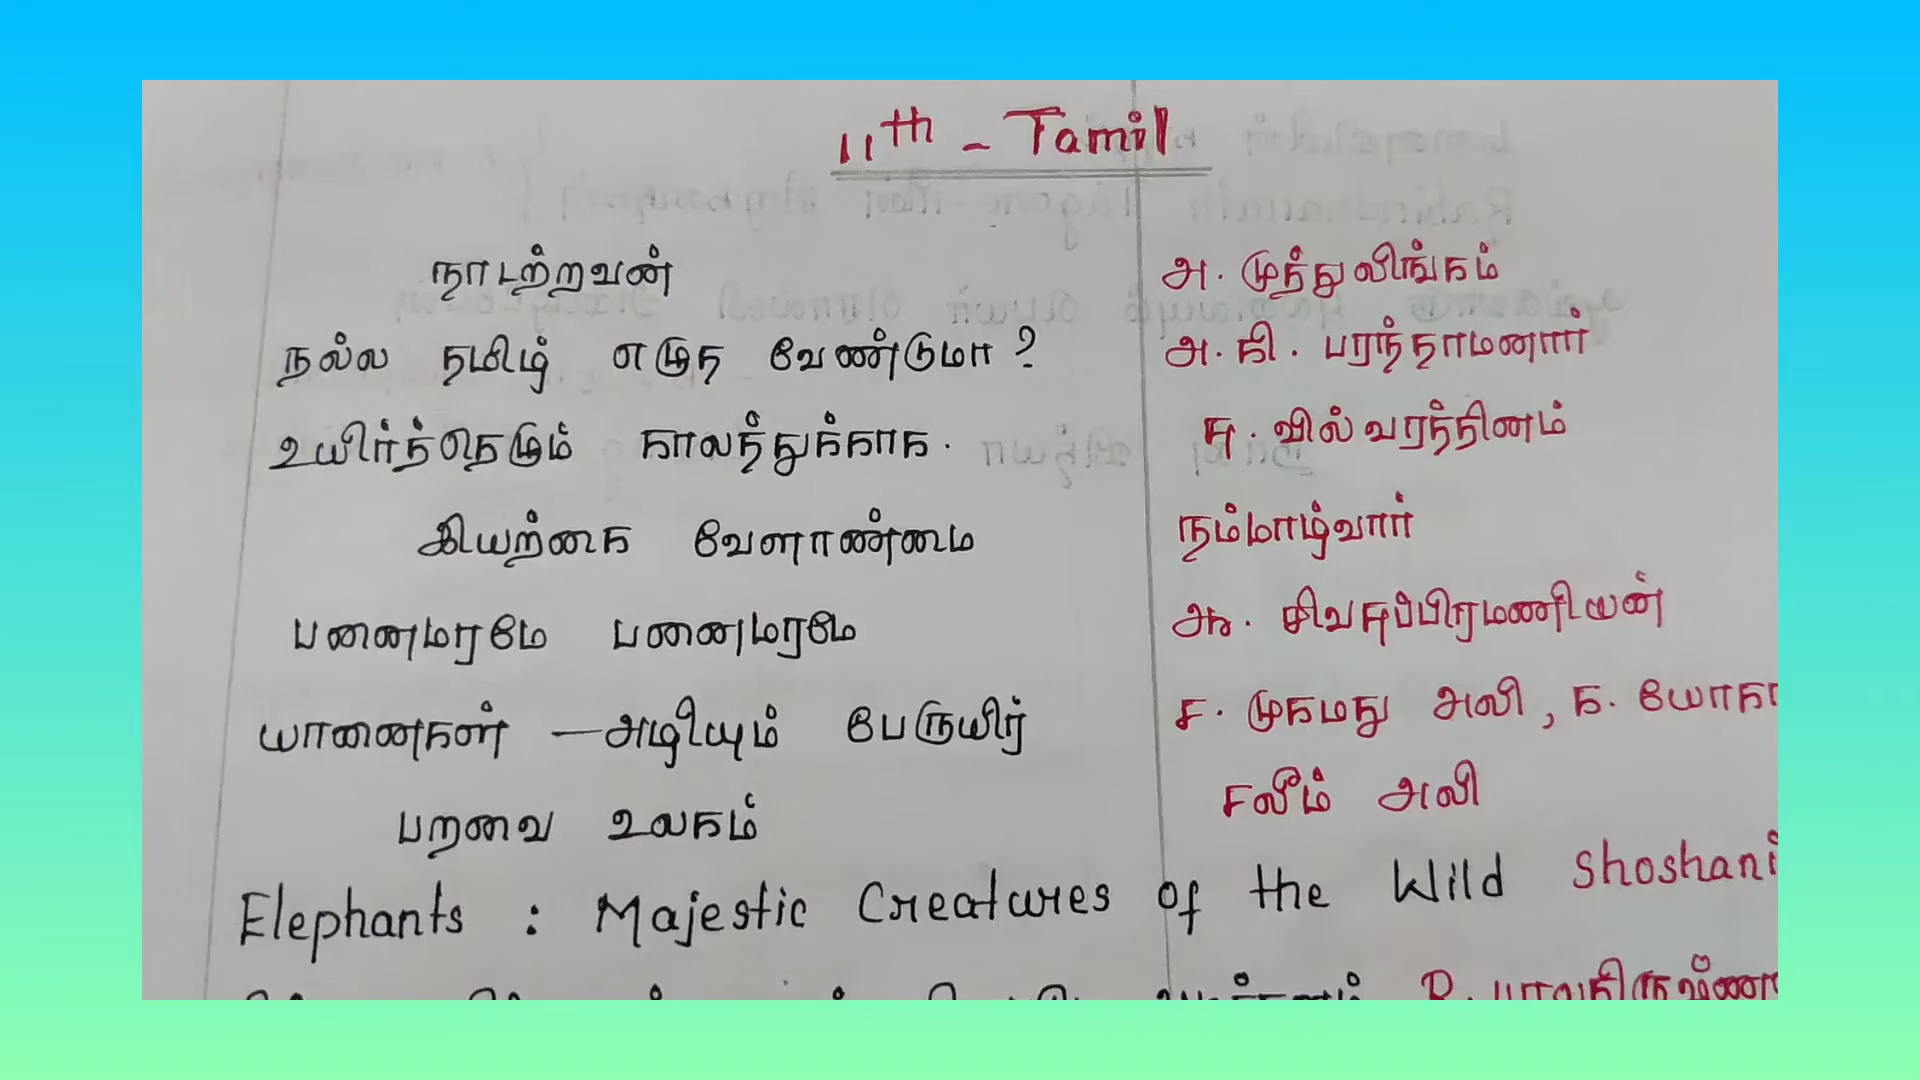 11th - Tamil
நாடற்றவன் அ. முத்துலிங்கம்
நல்ல தமிழ் எழுத வேண்டுமா? அ. கி. பரந்தாமனார்
உயிர்த்தெழும் காலத்துக்காக. சு. வில்வரத்தினம்
இயற்கை வேளாண்மை நம்மாழ்வார்
பனைமரமே பனைமரமே ஆ. சிவசுப்பிரமணியன்
யானைகள் – அழியும் பேருயிர் ச. முகமது அலி, க. யோகா
பறவை உலகம் சலீம் அலி
Elephants : Majestic Creatures of the Wild Shoshani